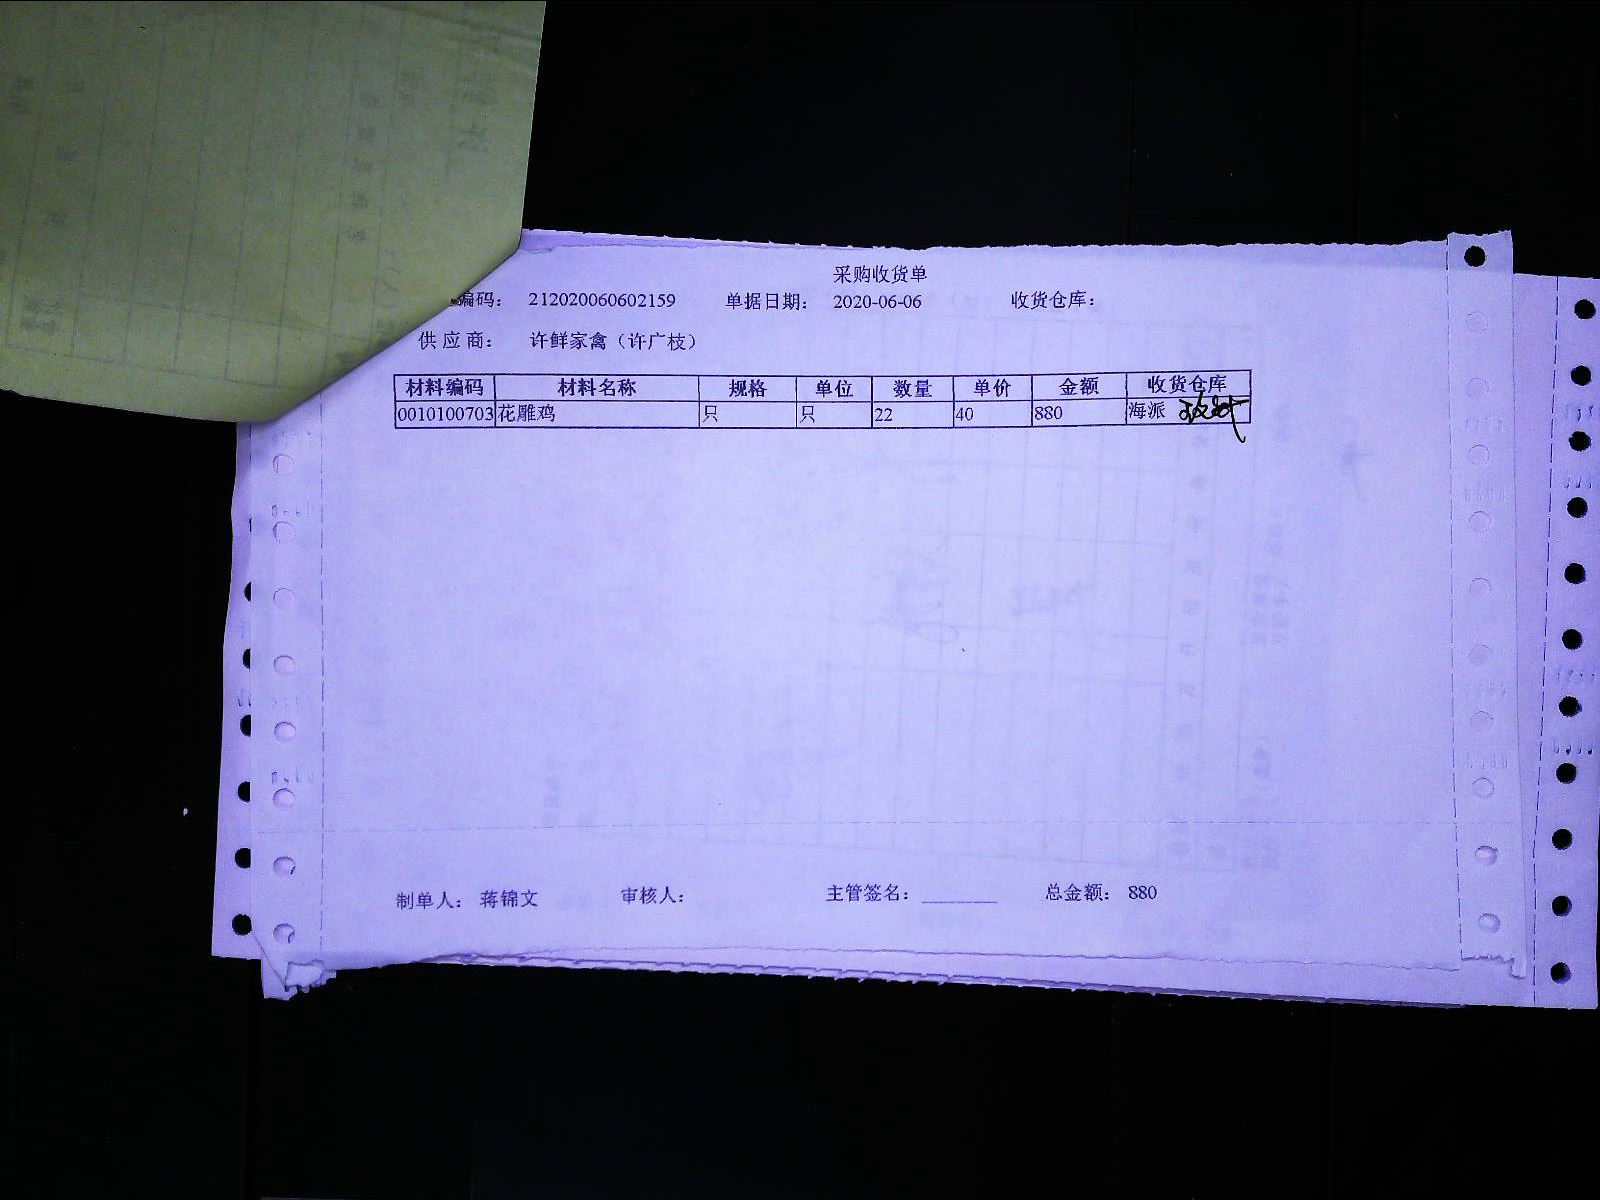 采购收货单
编码： 212020060602159 单据日期： 2020-06-06 收货仓库：
供应商： 许鲜家禽（许广枝）
材料编码 材料名称 规格 单位 数量 单价 金额 收货仓库
0010100703 花雕鸡 只 只 22 40 880 海派
制单人： 蒋锦文 审核人： 主管签名： 总金额： 880